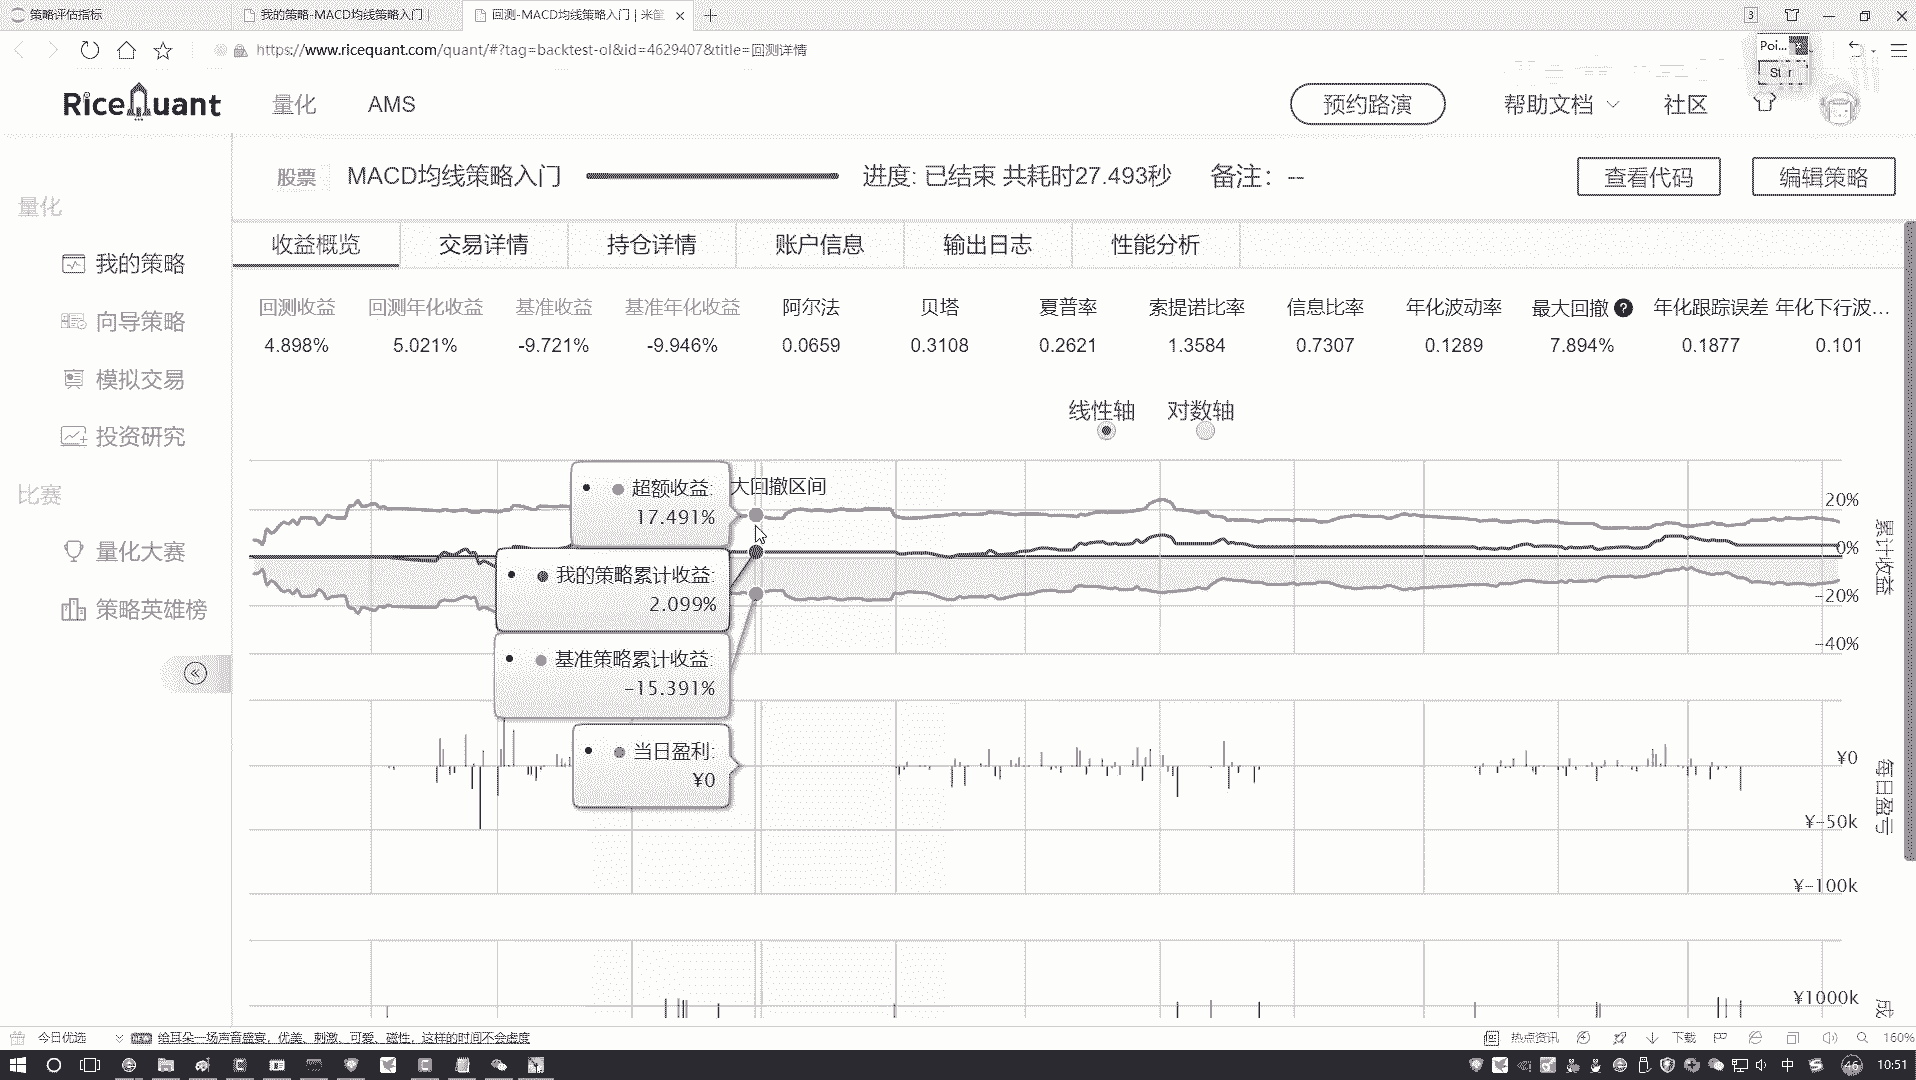 策略评估指标
我的策略-MACD均线策略入门
回测-MACD均线策略入门 | 米筐
3
https://www.ricequant.com/quant/#?tag=backtest-ol&id=4629407&title=回测详情
Poi...
RiceQuant
量化
AMS
预约路演
帮助文档
社区
股票
MACD均线策略入门
进度: 已结束 共耗时27.493秒
备注：--
查看代码
编辑策略
量化
我的策略
向导策略
模拟交易
投资研究
比赛
量化大赛
策略英雄榜
收益概览
交易详情
持仓详情
账户信息
输出日志
性能分析
回测收益 回测年化收益 基准收益 基准年化收益 阿尔法 贝塔 夏普率 索提诺比率 信息比率 年化波动率 最大回撤 ? 年化跟踪误差 年化下行波...
4.898% 5.021% -9.721% -9.946% 0.0659 0.3108 0.2621 1.3584 0.7307 0.1289 7.894% 0.1877 0.101
线性轴 对数轴
超额收益:
17.491%
大回撤区间
我的策略累计收益:
2.099%
基准策略累计收益:
-15.391%
当日盈利:
¥0
20%
0%
-20%
-40%
累计收益
¥0
¥-50k
¥-100k
每日盈亏
¥1000k
成
今日优选
给耳朵一场声音盛宴，优美、刺激、可爱、磁性，这样的时间不会虚度
热点资讯
下载
160%
中
46
10:51